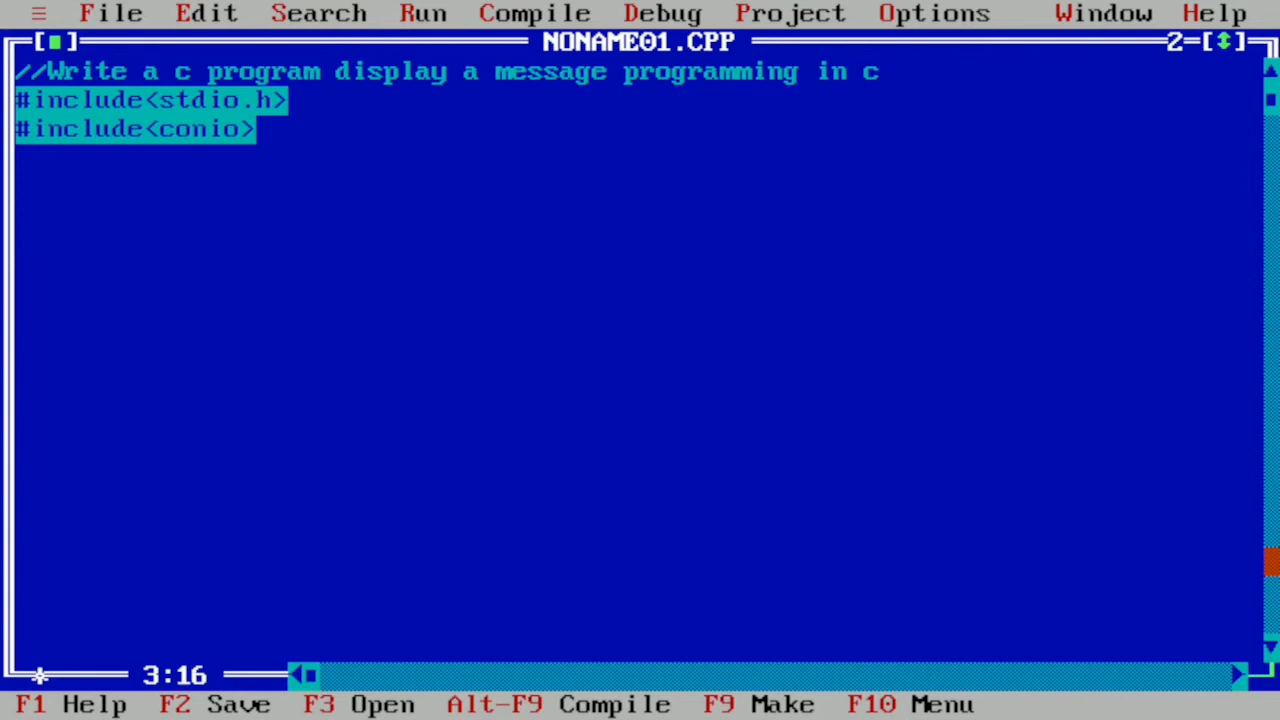 ≡ File Edit Search Run Compile Debug Project Options Window Help
[■] NONAME01.CPP 2=[↕]
//Write a c program display a message programming in c
#include<stdio.h>
#include<conio>
3:16
F1 Help F2 Save F3 Open Alt-F9 Compile F9 Make F10 Menu